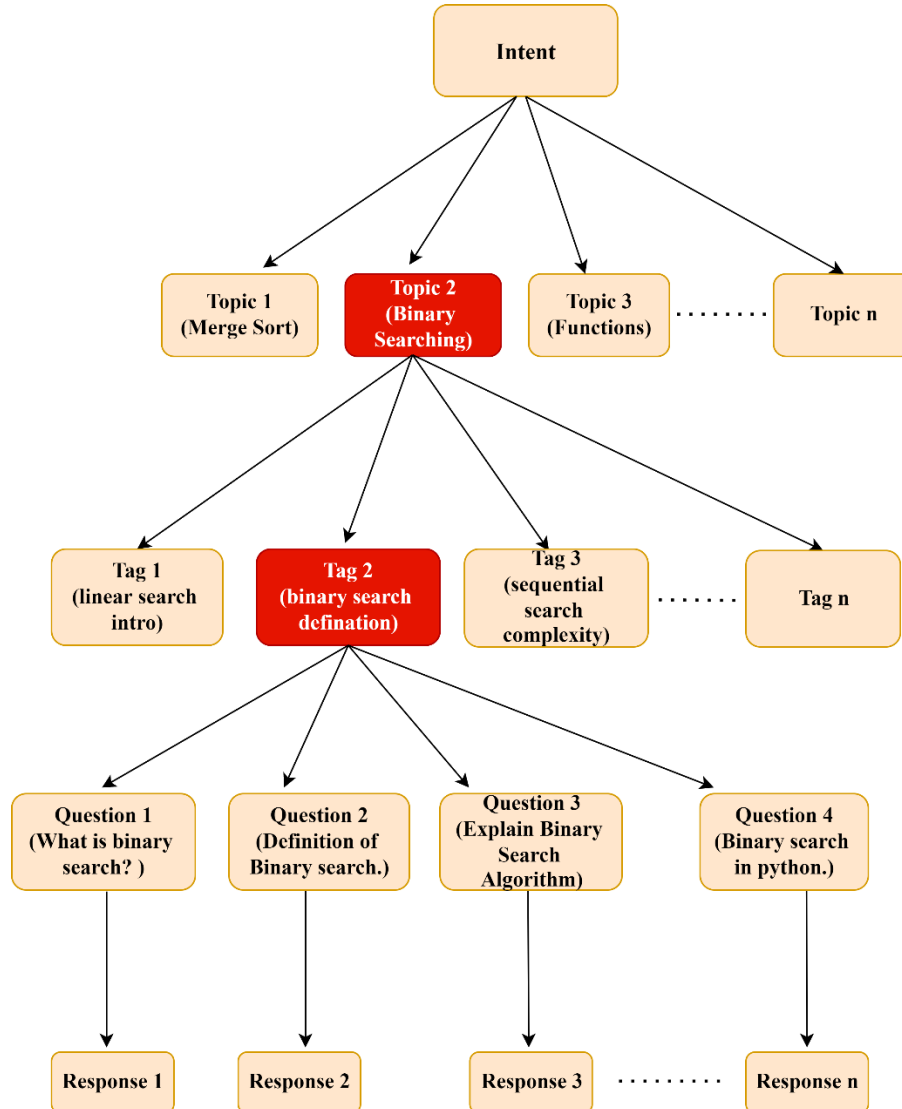 Intent
Topic 1
(Merge Sort)
Topic 2
(Binary
Searching)
Topic 3
(Functions)
Topic n
Tag 1
(linear search
intro)
Tag 2
(binary search
defination)
Tag 3
(sequential
search
complexity)
Tag n
Question 1
(What is binary
search? )
Question 2
(Definition of
Binary search.)
Question 3
(Explain Binary
Search
Algorithm)
Question 4
(Binary search
in python.)
Response 1
Response 2
Response 3
Response n